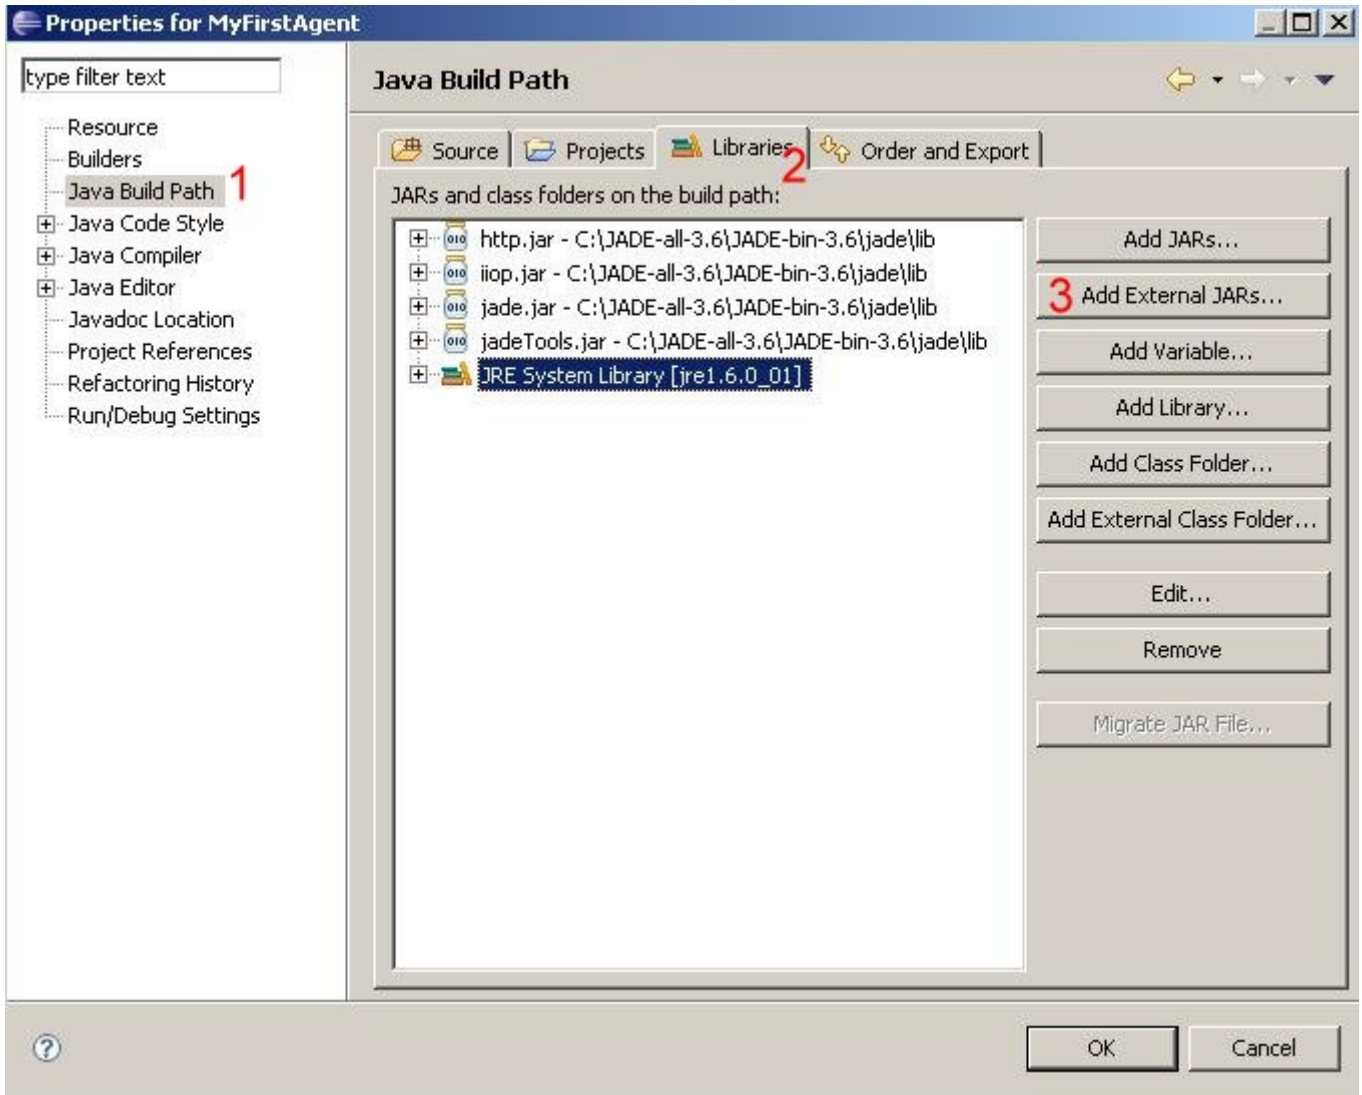 Properties for MyFirstAgent
type filter text
Resource
Builders
Java Build Path 1
Java Code Style
Java Compiler
Java Editor
Javadoc Location
Project References
Refactoring History
Run/Debug Settings
Java Build Path
Source Projects Libraries 2 Order and Export
JARs and class folders on the build path:
http.jar - C:\JADE-all-3.6\JADE-bin-3.6\jade\lib
iiop.jar - C:\JADE-all-3.6\JADE-bin-3.6\jade\lib
jade.jar - C:\JADE-all-3.6\JADE-bin-3.6\jade\lib
jadeTools.jar - C:\JADE-all-3.6\JADE-bin-3.6\jade\lib
JRE System Library [jre1.6.0_01]
Add JARs...
3 Add External JARs...
Add Variable...
Add Library...
Add Class Folder...
Add External Class Folder...
Edit...
Remove
Migrate JAR File...
? OK Cancel